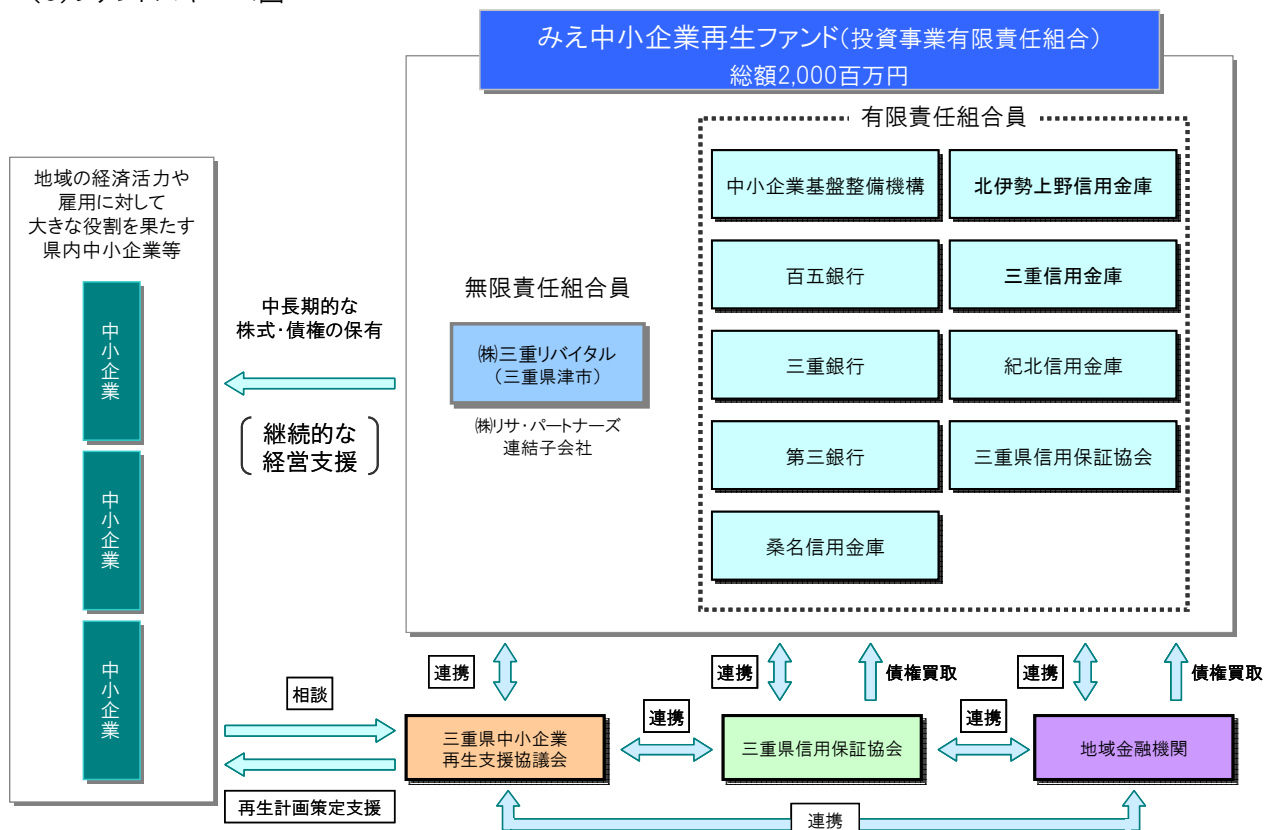 みえ中小企業再生ファンド(投資事業有限責任組合)
総額2,000百万円
有限責任組合員
中小企業基盤整備機構
北伊勢上野信用金庫
百五銀行
三重信用金庫
三重銀行
紀北信用金庫
第三銀行
三重県信用保証協会
桑名信用金庫
無限責任組合員
㈱三重リバイタル
(三重県津市)
㈱リサ・パートナーズ
連結子会社
地域の経済活力や
雇用に対して
大きな役割を果たす
県内中小企業等
中小企業
中小企業
中小企業
中長期的な
株式・債権の保有
継続的な
経営支援
連携
連携
債権買取
連携
債権買取
相談
再生計画策定支援
三重県中小企業
再生支援協議会
連携
三重県信用保証協会
連携
地域金融機関
連携